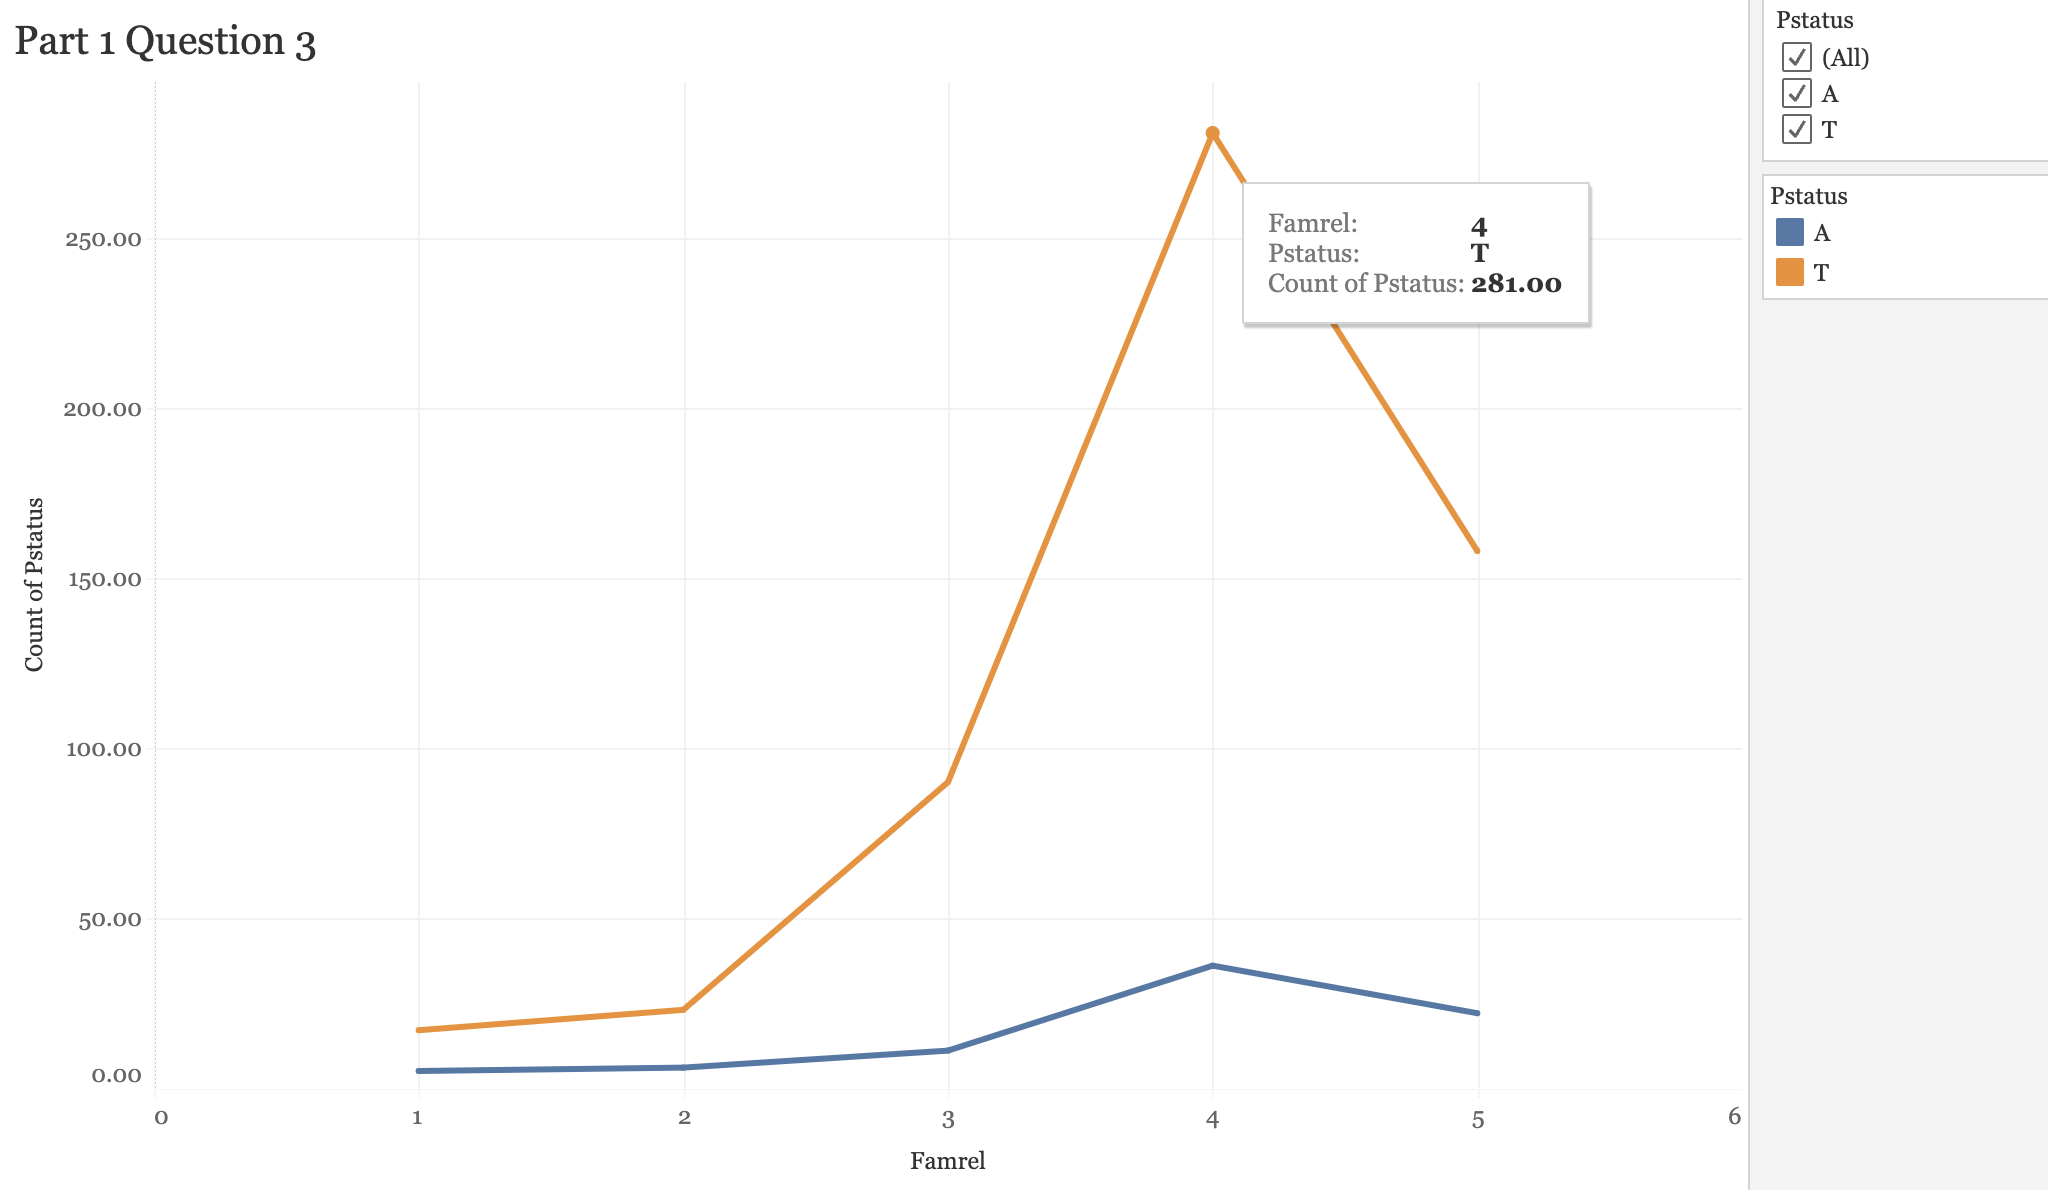 Part 1 Question 3
Pstatus
(All)
A
T
Pstatus
A
T
Famrel: 4
Pstatus: T
Count of Pstatus: 281.00
250.00
200.00
150.00
100.00
50.00
0.00
Count of Pstatus
0 1 2 3 4 5 6
Famrel